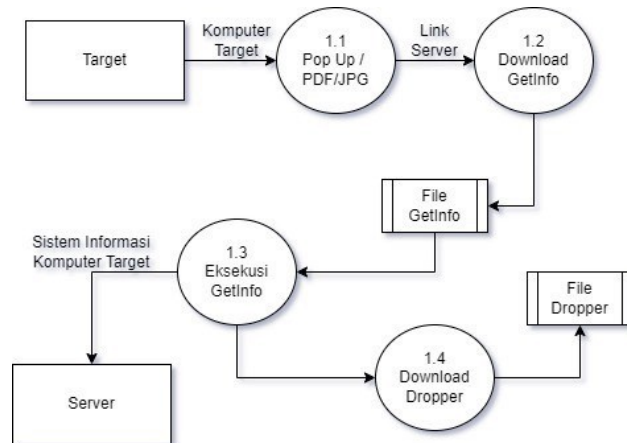 Target
Komputer
Target
1.1
Pop Up /
PDF/JPG
Link
Server
1.2
Download
GetInfo
File
GetInfo
Sistem Informasi
Komputer Target
1.3
Eksekusi
GetInfo
File
Dropper
1.4
Download
Dropper
Server